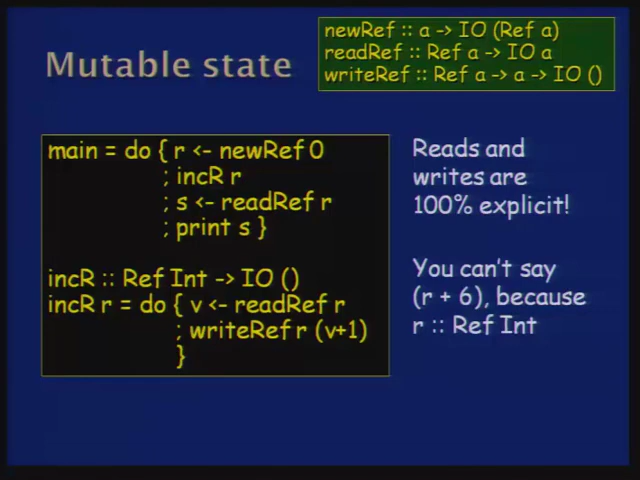 Mutable state
newRef :: a -> IO (Ref a)
readRef :: Ref a -> IO a
writeRef :: Ref a -> a -> IO ()
main = do { r <- newRef 0
; incR r
; s <- readRef r
; print s }
incR :: Ref Int -> IO ()
incR r = do { v <- readRef r
; writeRef r (v+1)
}
Reads and
writes are
100% explicit!
You can't say
(r + 6), because
r :: Ref Int